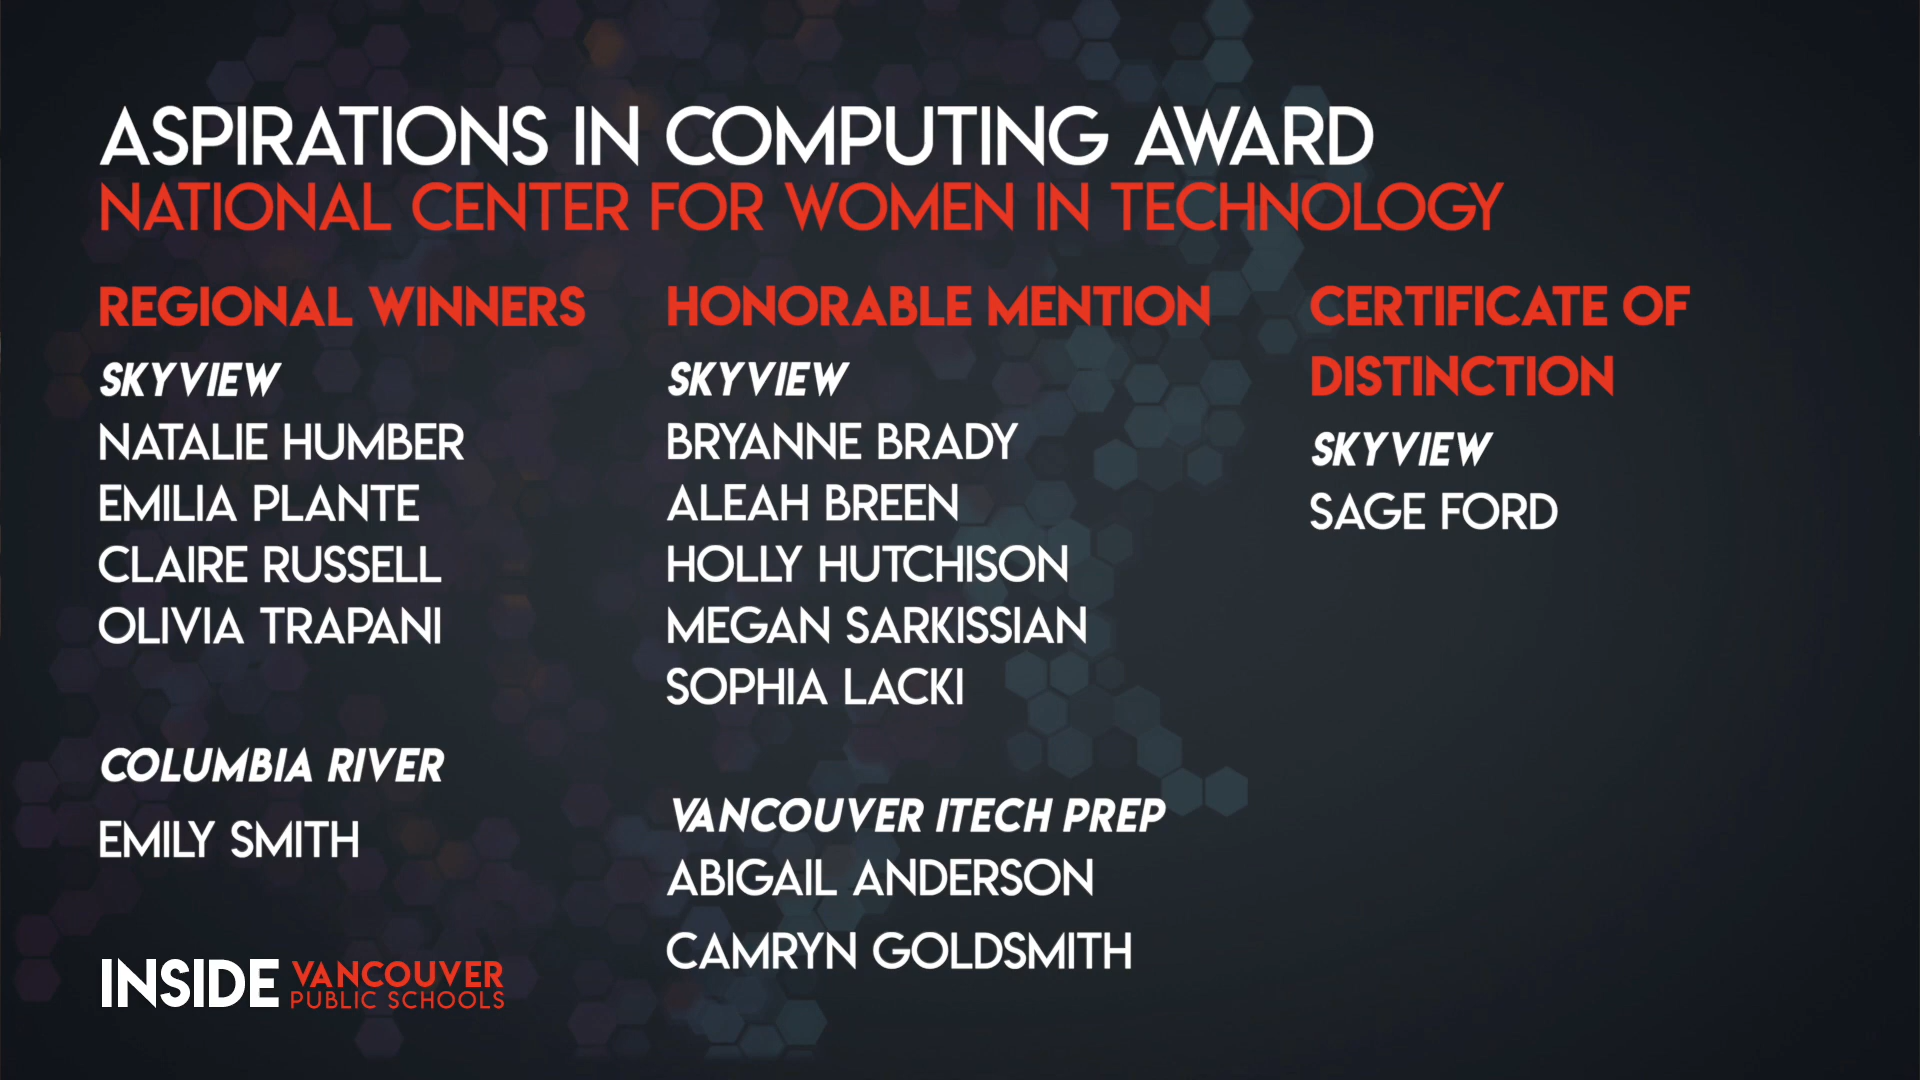 ASPIRATIONS IN COMPUTING AWARD
NATIONAL CENTER FOR WOMEN IN TECHNOLOGY
REGIONAL WINNERS
SKYVIEW
NATALIE HUMBER
EMILIA PLANTE
CLAIRE RUSSELL
OLIVIA TRAPANI
COLUMBIA RIVER
EMILY SMITH
HONORABLE MENTION
SKYVIEW
BRYANNE BRADY
ALEAH BREEN
HOLLY HUTCHISON
MEGAN SARKISSIAN
SOPHIA LACKI
VANCOUVER ITECH PREP
ABIGAIL ANDERSON
CAMRYN GOLDSMITH
CERTIFICATE OF
DISTINCTION
SKYVIEW
SAGE FORD
INSIDE VANCOUVER
PUBLIC SCHOOLS